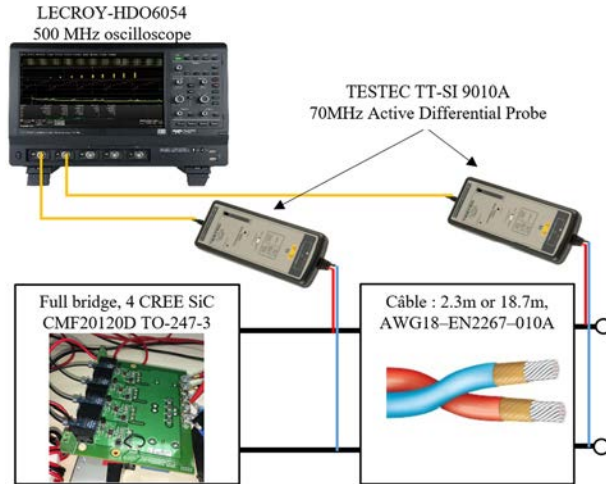 LECROY-HDO6054
500 MHz oscilloscope
TESTEC TT-SI 9010A
70MHz Active Differential Probe
Full bridge, 4 CREE SiC
CMF20120D TO-247-3
Câble : 2.3m or 18.7m,
AWG18–EN2267–010A